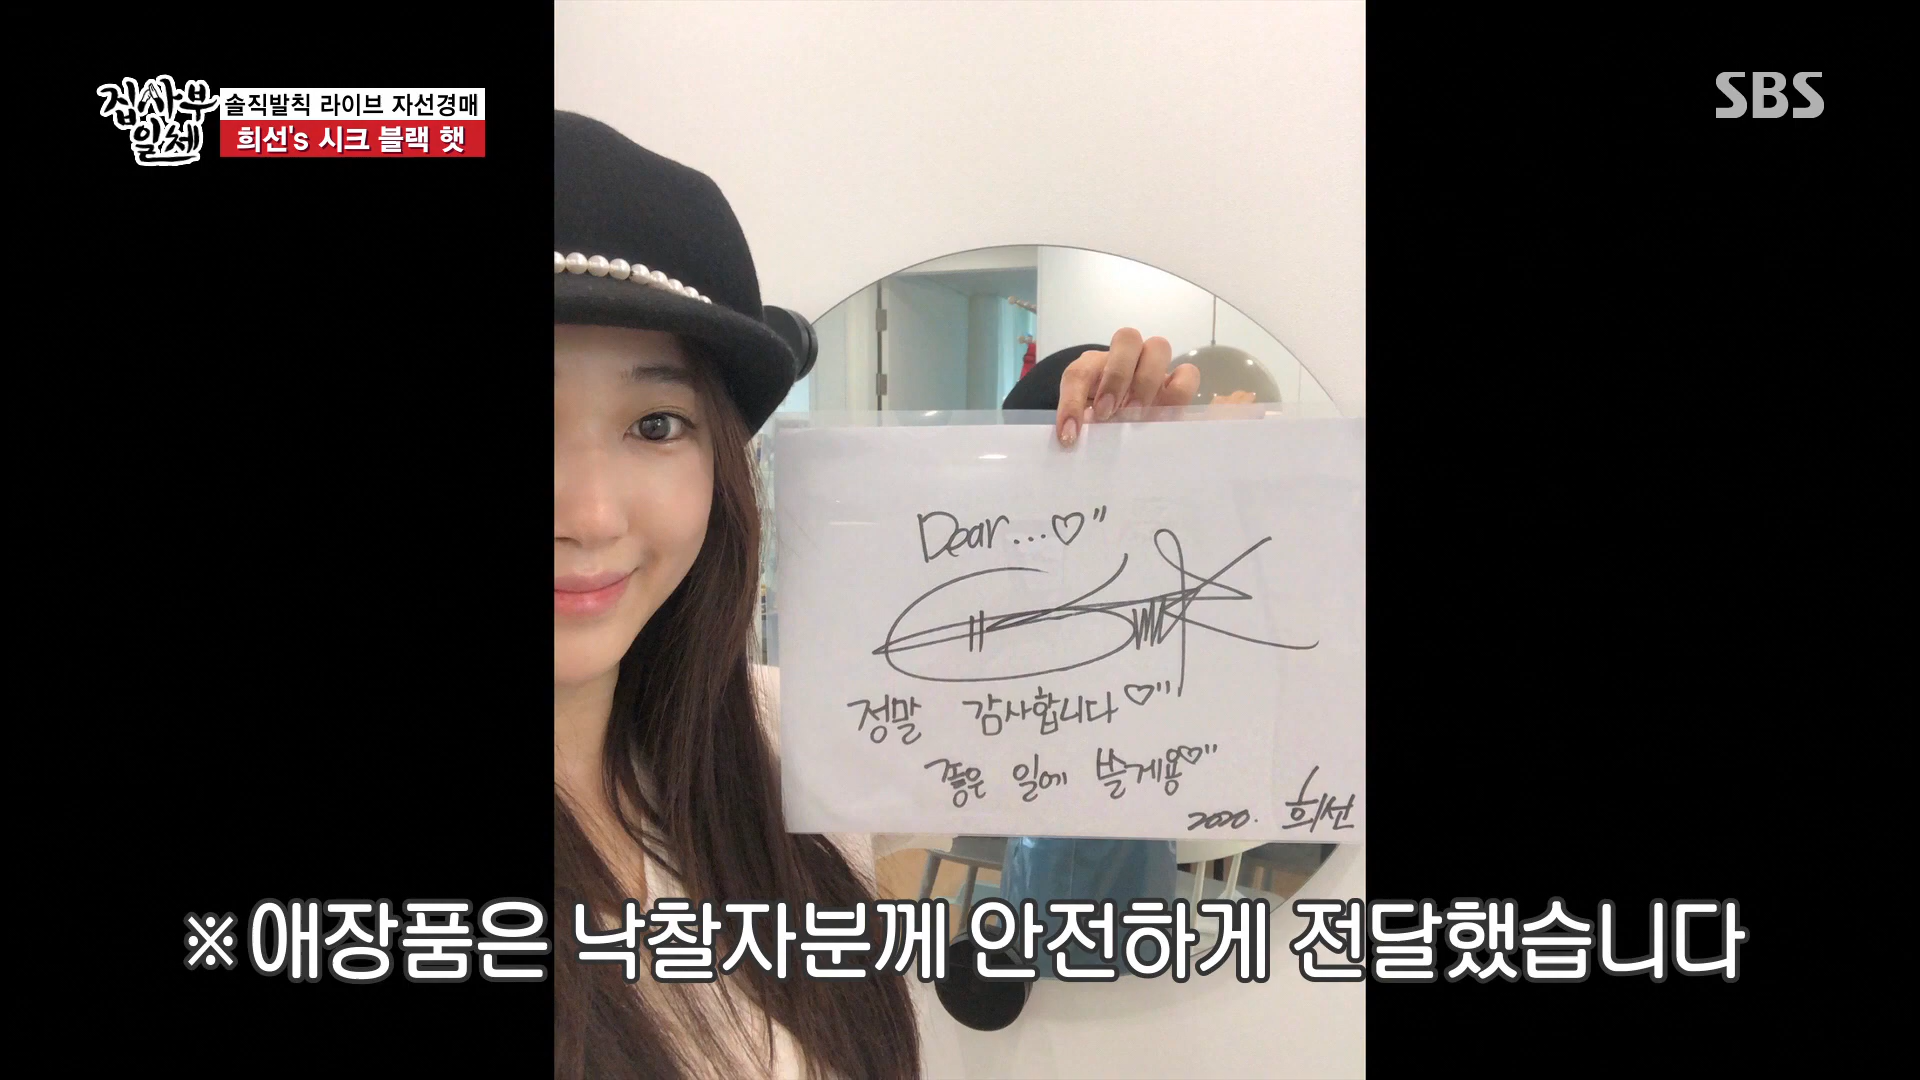 집사부일체
솔직발칙 라이브 자선경매
희선's 시크 블랙 햇
SBS
Dear...♡"
정말 감사합니다♡"
좋은 일에 쓸게용♡"
2020. 희선
※애장품은 낙찰자분께 안전하게 전달했습니다